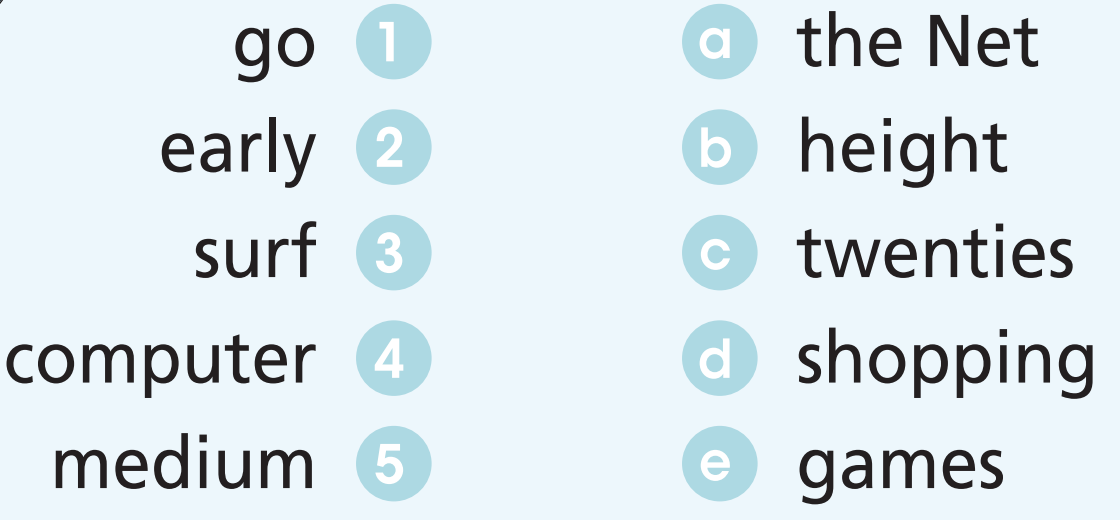 go 1 a the Net
early 2 b height
surf 3 c twenties
computer 4 d shopping
medium 5 e games